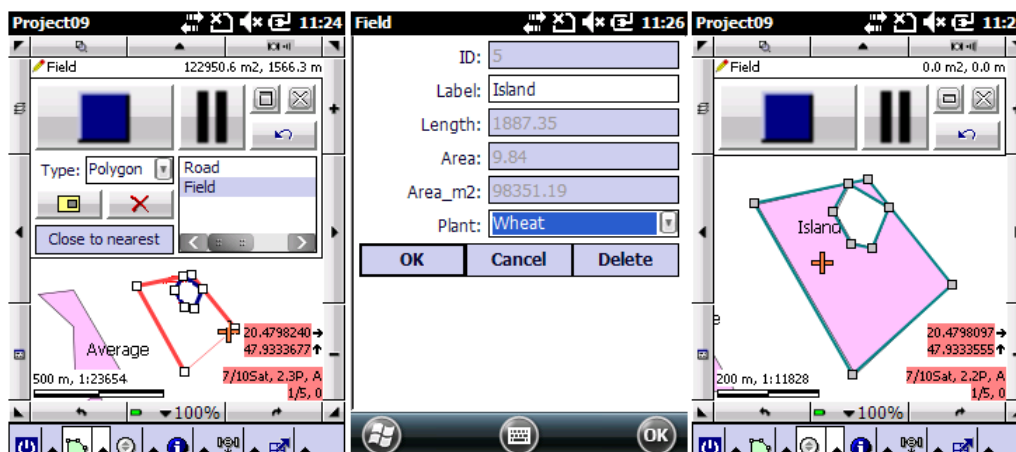 Project09 11:24
Field 122950.6 m2, 1566.3 m
Type: Polygon
Road
Field
Close to nearest
Average
20.4798240
47.9333677
500 m, 1:23654
7/10Sat, 2.3P, A
1/5, 0
100%
Field 11:26
ID: 5
Label: Island
Length: 1887.35
Area: 9.84
Area_m2: 98351.19
Plant: Wheat
OK Cancel Delete
OK
Project09 11:2
Field 0.0 m2, 0.0 m
Island
20.4798097
47.9333555
200 m, 1:11828
7/10Sat, 2.2P, A
1/5, 0
100%